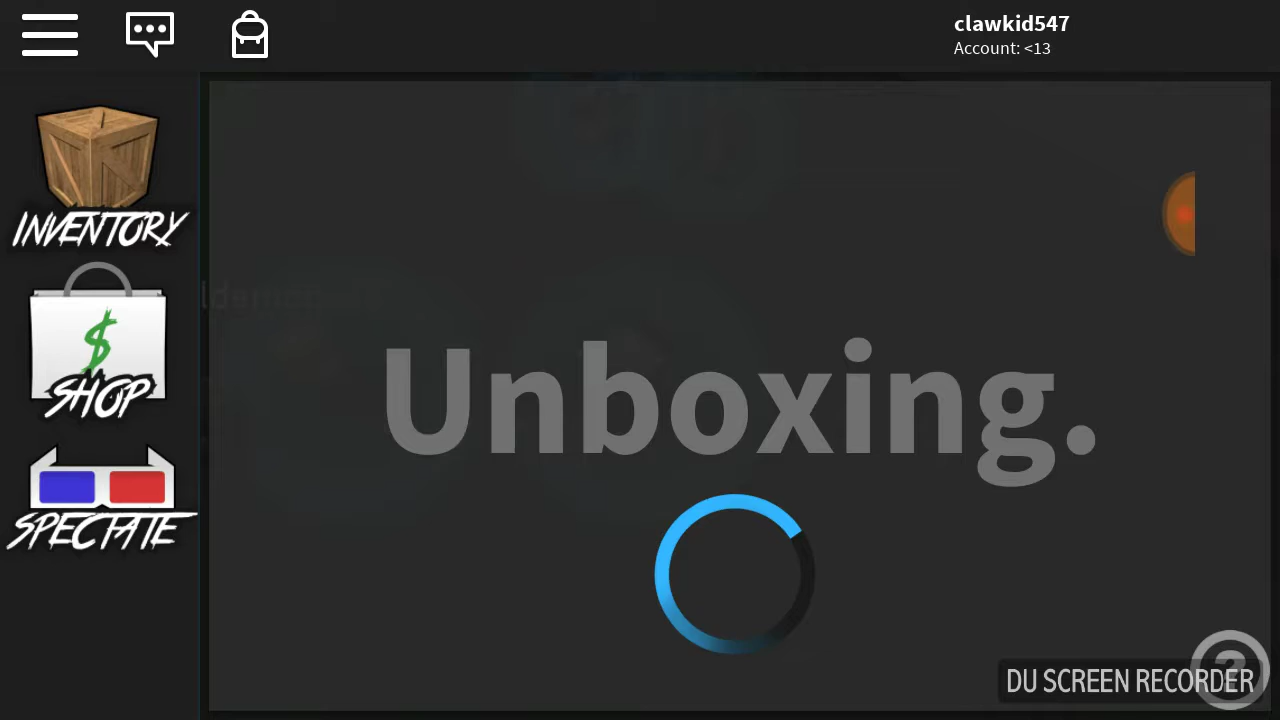 clawkid547
Account: <13
INVENTORY
$
SHOP
SPECTATE
Unboxing.
?
DU SCREEN RECORDER